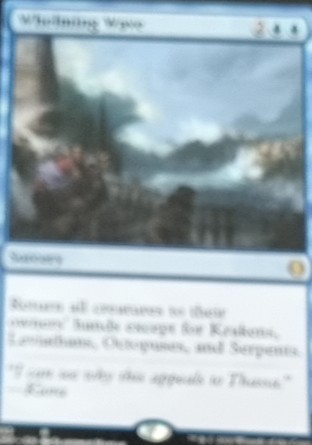 Whelming Wave 2
Sorcery
Return all creatures to their
owners' hands except for Krakens,
Leviathans, Octopuses, and Serpents.
"I can see why this appeals to Thassa."
—Kiora